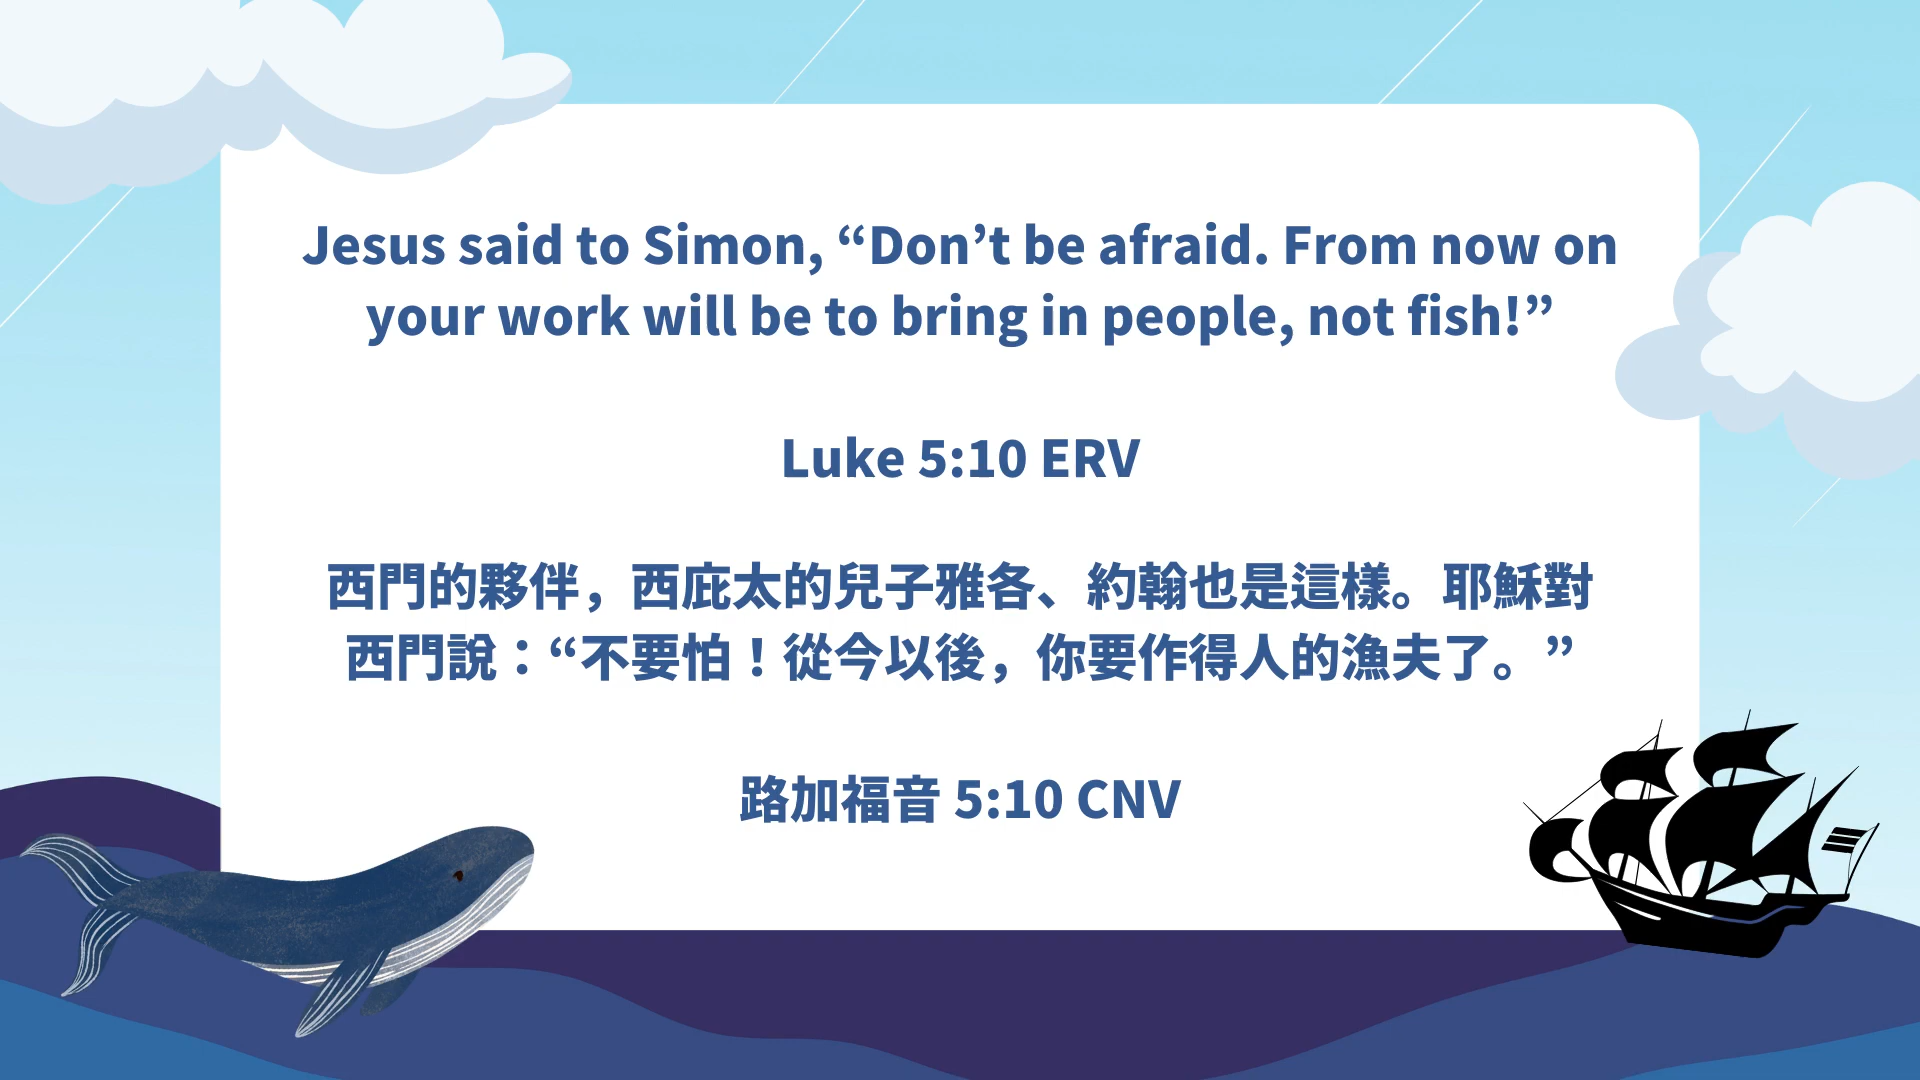 Jesus said to Simon, “Don’t be afraid. From now on
your work will be to bring in people, not fish!”
Luke 5:10 ERV
西門的夥伴，西庇太的兒子雅各、約翰也是這樣。耶穌對
西門說：“不要怕！從今以後，你要作得人的漁夫了。”
路加福音 5:10 CNV